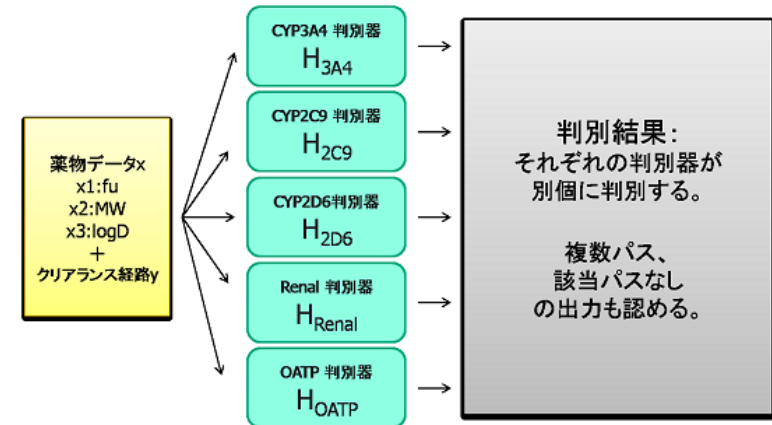 薬物データx
x1:fu
x2:MW
x3:logD
+
クリアランス経路y
CYP3A4 判別器
H3A4
CYP2C9 判別器
H2C9
CYP2D6判別器
H2D6
Renal 判別器
HRenal
OATP 判別器
HOATP
判別結果:
それぞれの判別器が
別個に判別する。
複数パス、
該当パスなし
の出力も認める。